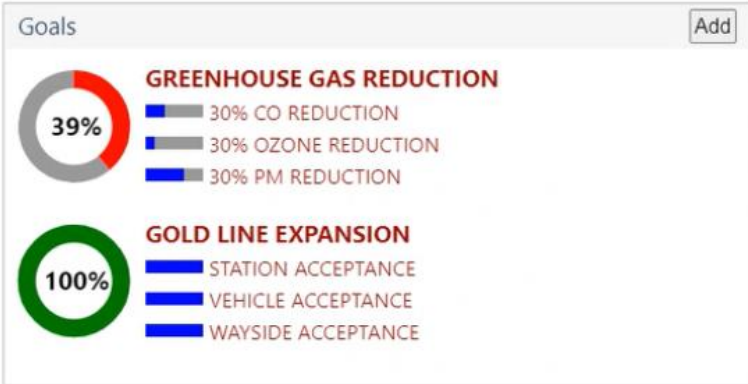 Goals
Add
GREENHOUSE GAS REDUCTION
39%
30% CO REDUCTION
30% OZONE REDUCTION
30% PM REDUCTION
GOLD LINE EXPANSION
100%
STATION ACCEPTANCE
VEHICLE ACCEPTANCE
WAYSIDE ACCEPTANCE